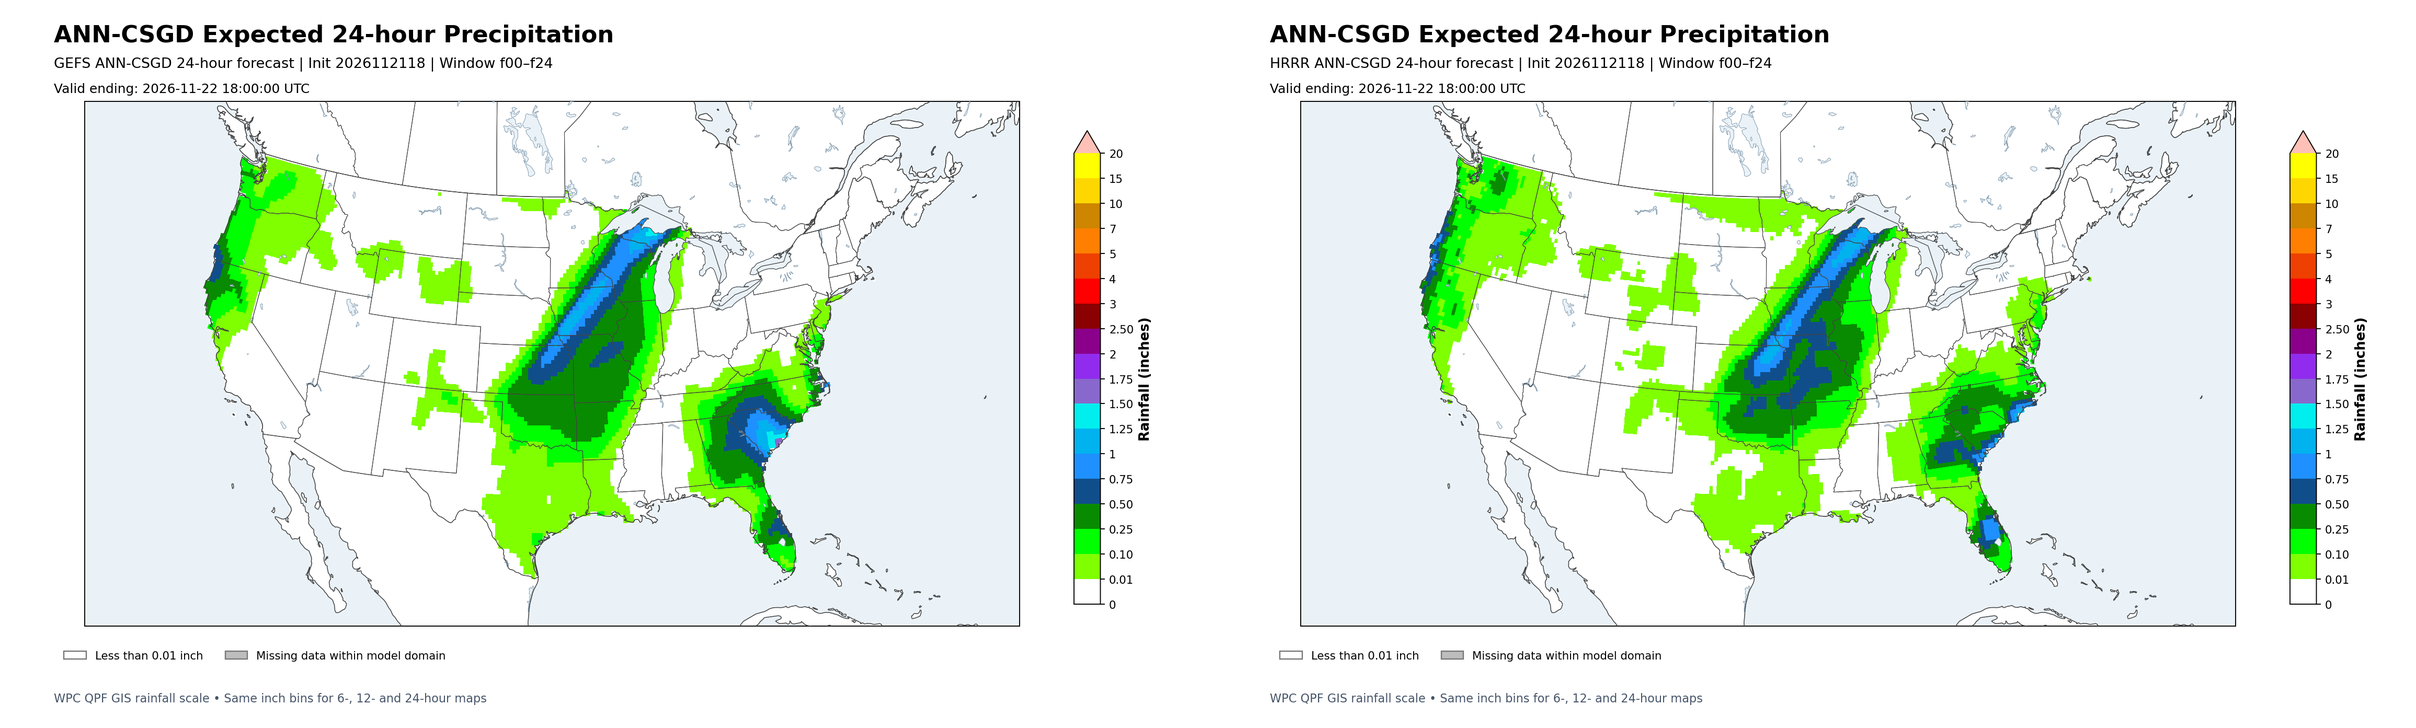 ANN-CSGD Expected 24-hour Precipitation
GEFS ANN-CSGD 24-hour forecast | Init 2026112118 | Window f00–f24
Valid ending: 2026-11-22 18:00:00 UTC
20
15
10
7
5
4
3
2.50
2
1.75
1.50
1.25
1
0.75
0.50
0.25
0.10
0.01
0
Rainfall (inches)
Less than 0.01 inch
Missing data within model domain
WPC QPF GIS rainfall scale • Same inch bins for 6-, 12- and 24-hour maps
ANN-CSGD Expected 24-hour Precipitation
HRRR ANN-CSGD 24-hour forecast | Init 2026112118 | Window f00–f24
Valid ending: 2026-11-22 18:00:00 UTC
20
15
10
7
5
4
3
2.50
2
1.75
1.50
1.25
1
0.75
0.50
0.25
0.10
0.01
0
Rainfall (inches)
Less than 0.01 inch
Missing data within model domain
WPC QPF GIS rainfall scale • Same inch bins for 6-, 12- and 24-hour maps